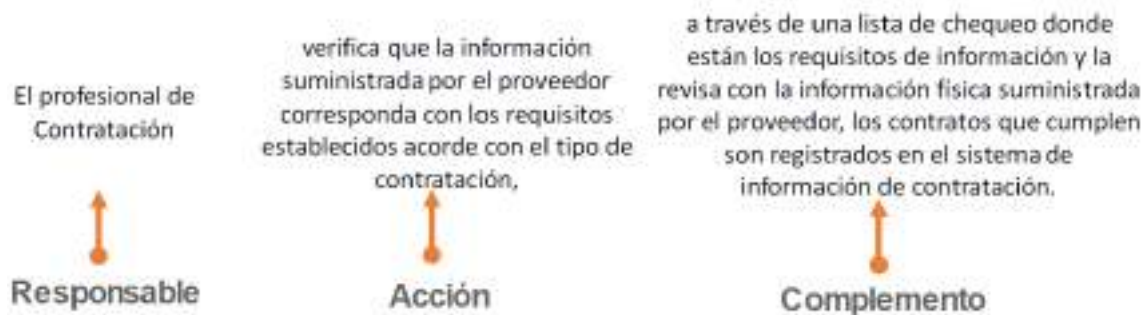 El profesional de
Contratación
verifica que la información
suministrada por el proveedor
corresponda con los requisitos
establecidos acorde con el tipo de
contratación,
a través de una lista de chequeo donde
están los requisitos de información y la
revisa con la información física suministrada
por el proveedor, los contratos que cumplen
son registrados en el sistema de
información de contratación.
Responsable
Acción
Complemento